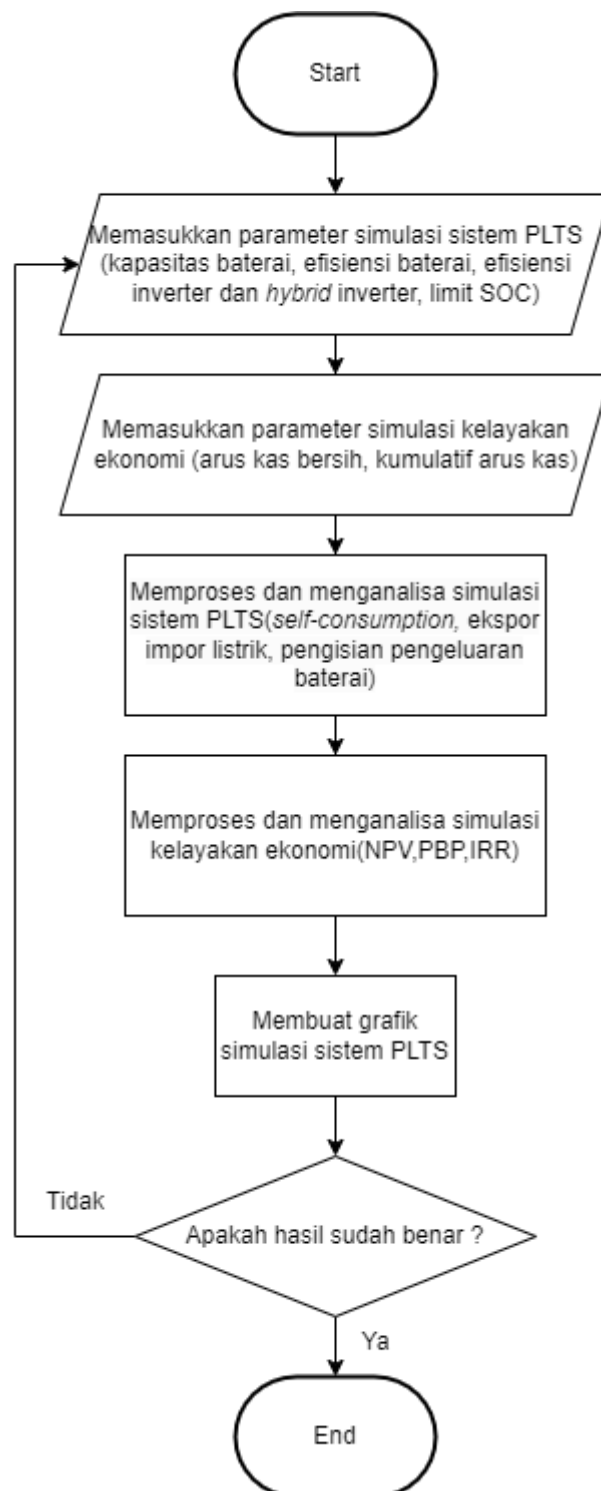 Start
Memasukkan parameter simulasi sistem PLTS
(kapasitas baterai, efisiensi baterai, efisiensi
inverter dan hybrid inverter, limit SOC)
Memasukkan parameter simulasi kelayakan
ekonomi (arus kas bersih, kumulatif arus kas)
Memproses dan menganalisa simulasi
sistem PLTS(self-consumption, ekspor
impor listrik, pengisian pengeluaran
baterai)
Memproses dan menganalisa simulasi
kelayakan ekonomi(NPV,PBP,IRR)
Membuat grafik
simulasi sistem PLTS
Tidak
Apakah hasil sudah benar ?
Ya
End